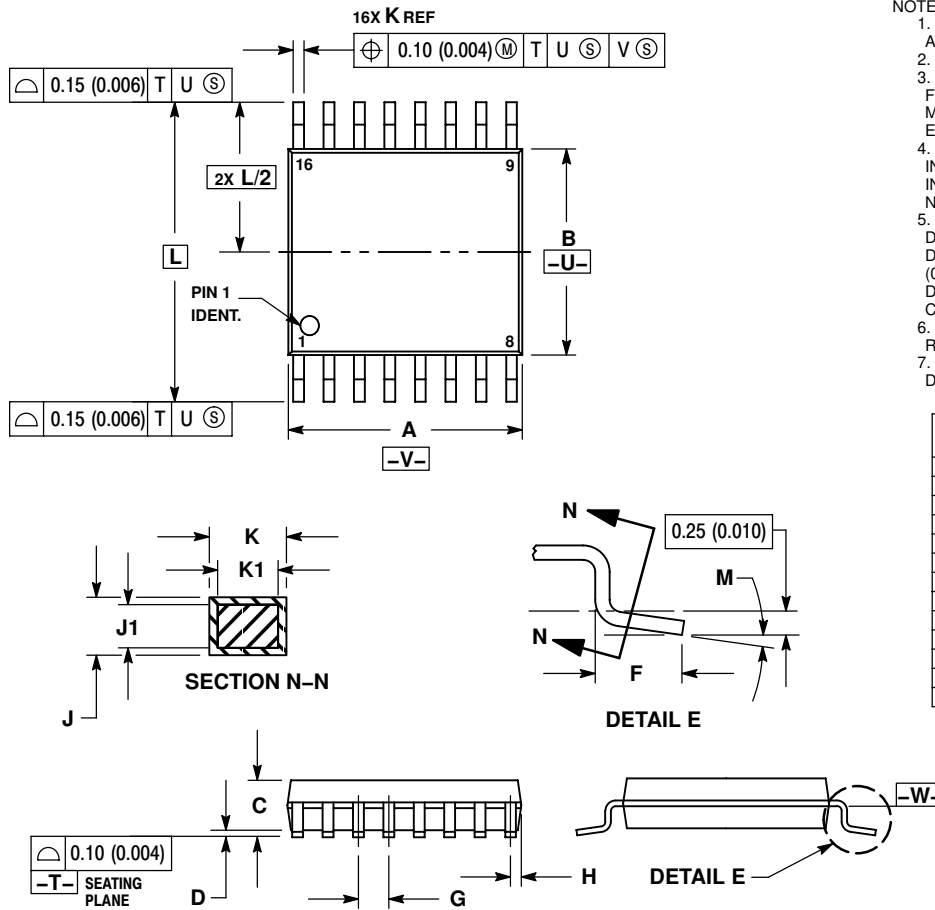 16X K REF
⌖ 0.10 (0.004) Ⓜ T U Ⓢ V Ⓢ
⌓ 0.15 (0.006) T U Ⓢ
2X L/2
L
16
9
B
–U–
PIN 1
IDENT.
1
8
⌓ 0.15 (0.006) T U Ⓢ
A
–V–
NOTE
1.
A
2.
3.
F
M
E
4.
IN
IN
N
5.
D
D
(0
D
C
6.
R
7.
D
K
K1
J1
J
SECTION N–N
N
0.25 (0.010)
M
N
F
DETAIL E
C
⌓ 0.10 (0.004)
–T– SEATING
PLANE
D
G
H
DETAIL E
–W–